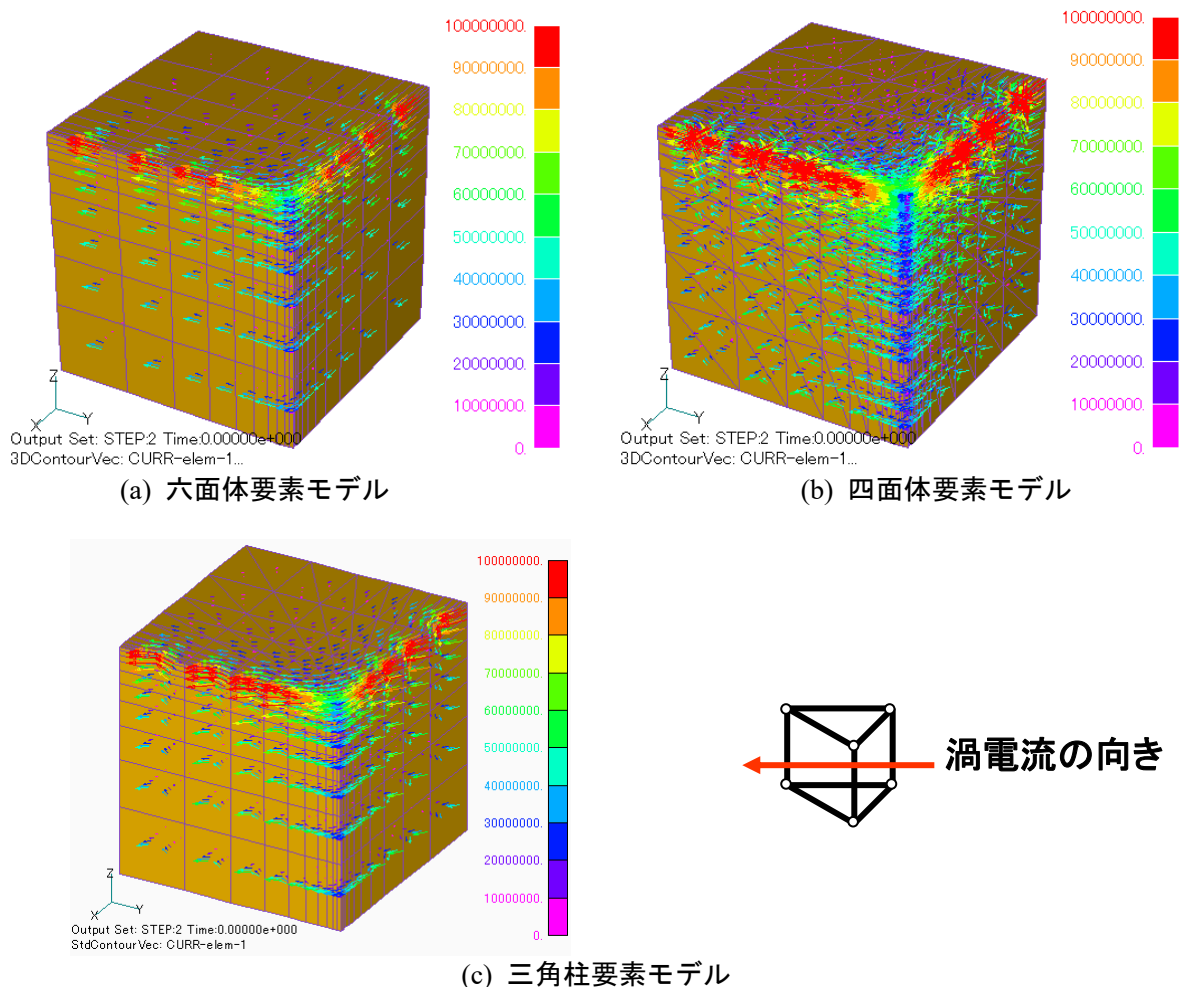 100000000.
90000000.
80000000.
70000000.
60000000.
50000000.
40000000.
30000000.
20000000.
10000000.
0.
Z
X
Y
Output Set: STEP:2 Time:0.00000e+000
3DContourVec: CURR-elem-1...
(a) 六面体要素モデル
100000000.
90000000.
80000000.
70000000.
60000000.
50000000.
40000000.
30000000.
20000000.
10000000.
0.
Z
X
Y
Output Set: STEP:2 Time:0.00000e+000
3DContourVec: CURR-elem-1...
(b) 四面体要素モデル
100000000.
90000000.
80000000.
70000000.
60000000.
50000000.
40000000.
30000000.
20000000.
10000000.
0.
Z
X
Y
Output Set: STEP:2 Time:0.00000e+000
StdContourVec: CURR-elem-1
渦電流の向き
(c) 三角柱要素モデル